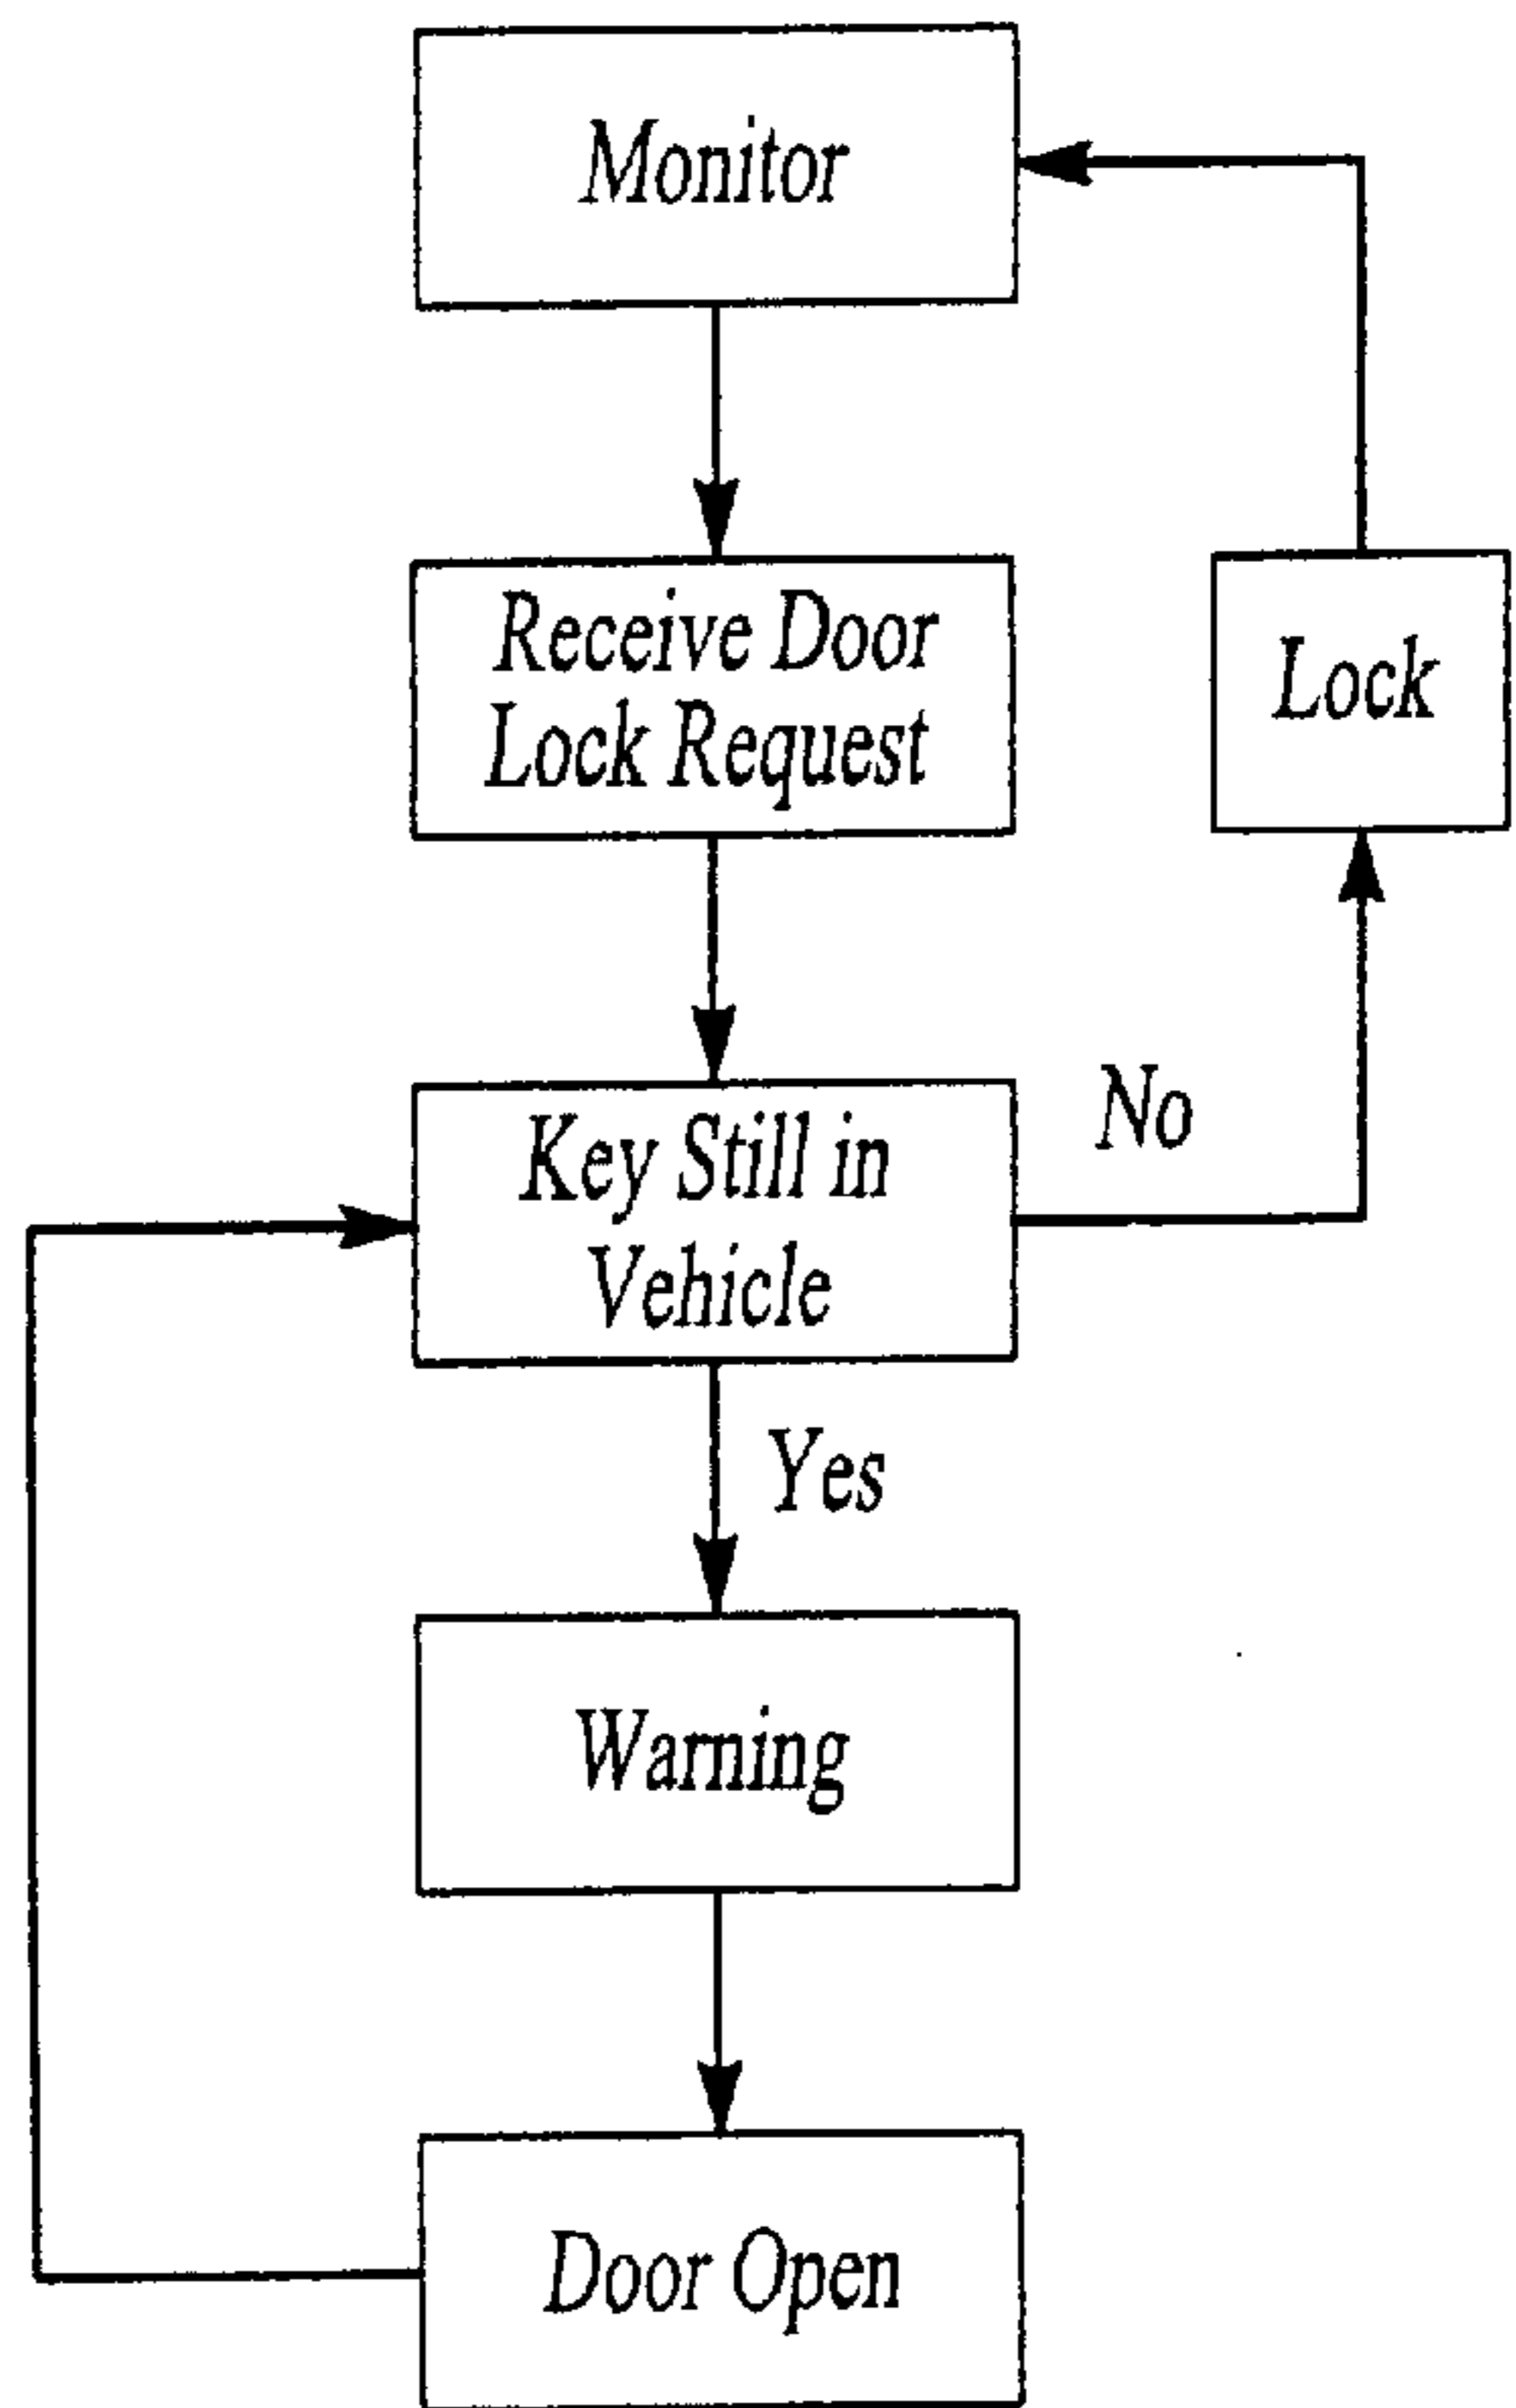 Monitor
Receive Door
Lock Request
Lock
Key Still in
Vehicle
No
Yes
Warning
Door Open